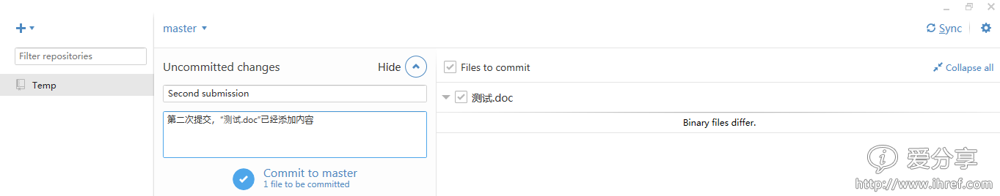 master
Sync
Filter repositories
Temp
Uncommitted changes
Hide
Second submission
第二次提交，“测试.doc”已经添加内容
Commit to master
1 file to be committed
Files to commit
Collapse all
测试.doc
Binary files differ.
爱分享
http://www.ihref.com